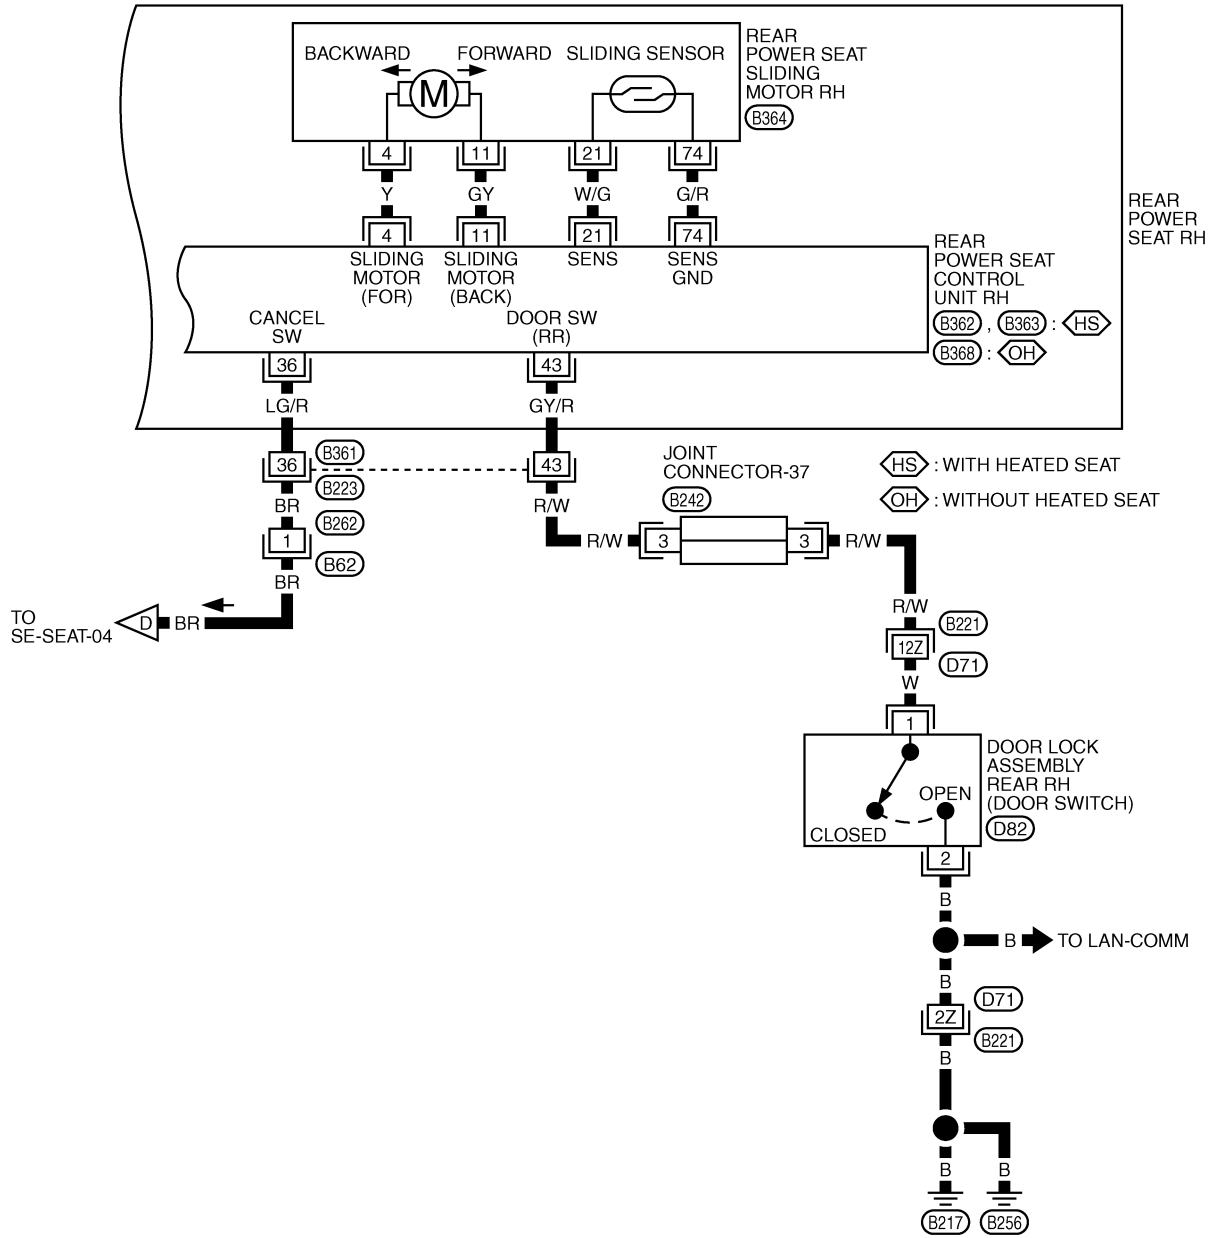 BACKWARD
FORWARD
SLIDING SENSOR
M
REAR
POWER SEAT
SLIDING
MOTOR RH
B364
4
11
21
74
Y
GY
W/G
G/R
4
11
21
74
SLIDING
MOTOR
(FOR)
SLIDING
MOTOR
(BACK)
SENS
SENS
GND
REAR
POWER
SEAT RH
REAR
POWER SEAT
CONTROL
UNIT RH
B362 , B363 : HS
B368 : OH
CANCEL
SW
DOOR SW
(RR)
36
43
LG/R
GY/R
36
B361
B223
43
BR
R/W
JOINT
CONNECTOR-37
B242
HS : WITH HEATED SEAT
OH : WITHOUT HEATED SEAT
1
B262
B62
R/W
3
3
R/W
BR
TO
SE-SEAT-04
D
BR
R/W
12Z
B221
D71
W
1
DOOR LOCK
ASSEMBLY
REAR RH
(DOOR SWITCH)
D82
OPEN
CLOSED
2
B
B
TO LAN-COMM
B
2Z
D71
B221
B
B
B
B217
B256